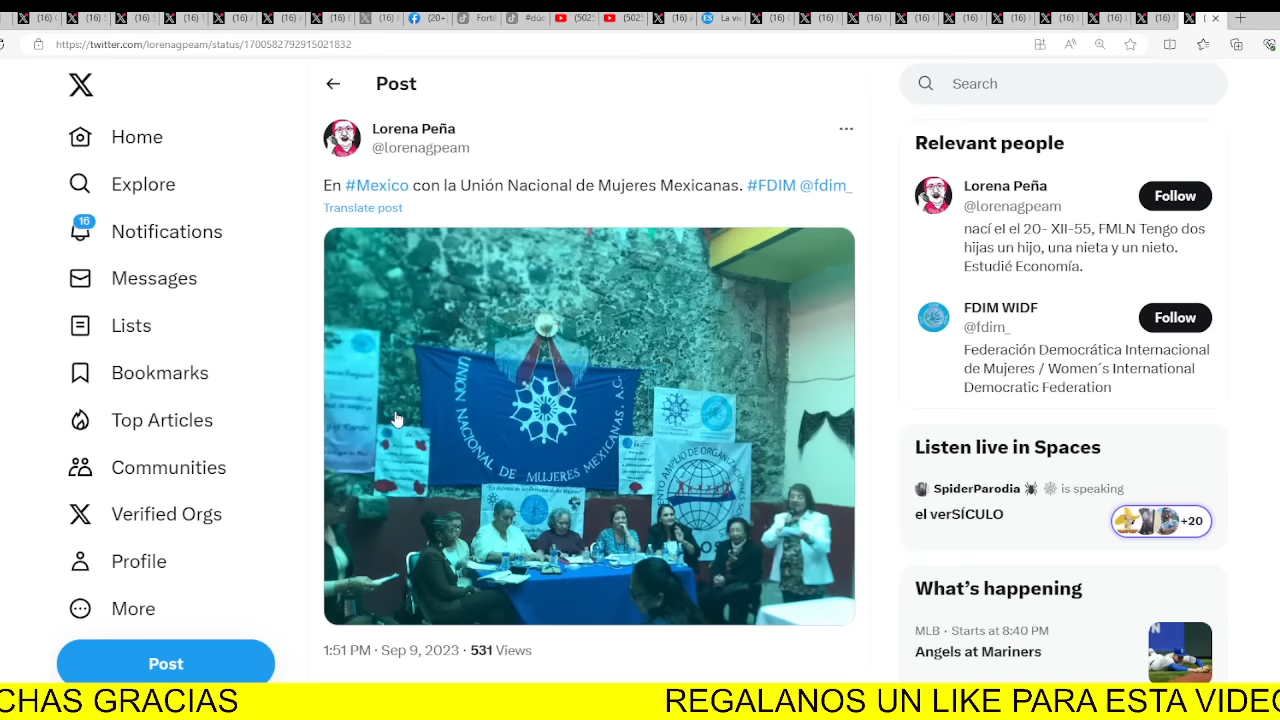 https://twitter.com/lorenagpeam/status/1700582792915021832
Home
Explore
16
Notifications
Messages
Lists
Bookmarks
Top Articles
Communities
Verified Orgs
Profile
More
Post
Post
Lorena Peña
@lorenagpeam
En #Mexico con la Unión Nacional de Mujeres Mexicanas. #FDIM @fdim_
Translate post
UNION NACIONAL DE MUJERES MEXICANAS. A.C.
1:51 PM · Sep 9, 2023 · 531 Views
Search
Relevant people
Lorena Peña
Follow
@lorenagpeam
nací el el 20- XII-55, FMLN Tengo dos
hijas un hijo, una nieta y un nieto.
Estudié Economía.
FDIM WIDF
Follow
@fdim_
Federación Democrática Internacional
de Mujeres / Women´s International
Democratic Federation
Listen live in Spaces
SpiderParodia is speaking
el verSÍCULO
+20
What's happening
MLB · Starts at 8:40 PM
Angels at Mariners
CHAS GRACIAS
REGALANOS UN LIKE PARA ESTA VIDEO